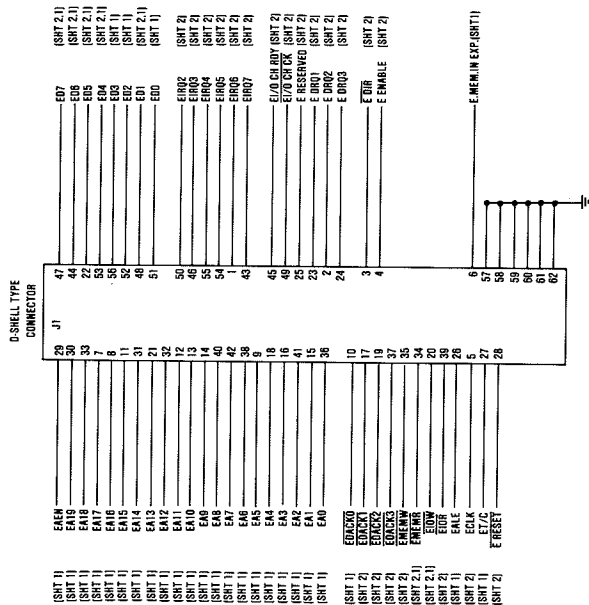 D-SHELL TYPE
CONNECTOR
J1
[SHT 1] EAEN 29
[SHT 1] EA19 30
[SHT 1] EA18 33
[SHT 1] EA17 7
[SHT 1] EA16 8
[SHT 1] EA15 11
[SHT 1] EA14 31
[SHT 1] EA13 21
[SHT 1] EA12 32
[SHT 1] EA11 12
[SHT 1] EA10 13
[SHT 1] EA9 14
[SHT 1] EA8 40
[SHT 1] EA7 42
[SHT 1] EA6 38
[SHT 1] EA5 9
[SHT 1] EA4 18
[SHT 1] EA3 16
[SHT 1] EA2 41
[SHT 1] EA1 15
[SHT 1] EA0 36
[SHT 1] EDACK0 10
[SHT 2] EDACK1 17
[SHT 2] EDACK2 19
[SHT 2] EDACK3 37
[SHT 2] EMEMW 35
[SHT 2.1] EMEMR 34
[SHT 2.1] EIOW 20
[SHT 2] EIOR 39
[SHT 1] EALE 26
[SHT 2] ECLK 5
[SHT 1] ET/C 27
[SHT 2] E RESET 28
47 ED7 [SHT 2.1]
44 ED6 [SHT 2.1]
22 ED5 [SHT 2.1]
53 ED4 [SHT 2.1]
56 ED3 [SHT 1]
52 ED2 [SHT 1]
48 ED1 [SHT 2.1]
51 ED0 [SHT 1]
50 EIRQ2 [SHT 2]
46 EIRQ3 [SHT 2]
55 EIRQ4 [SHT 2]
54 EIRQ5 [SHT 2]
1 EIRQ6 [SHT 2]
43 EIRQ7 [SHT 2]
45 EI/O CH RDY [SHT 2]
49 EI/O CH CK [SHT 2]
25 E RESERVED [SHT 2]
23 E DRQ1 [SHT 2]
2 E DRQ2 [SHT 2]
24 E DRQ3 [SHT 2]
3 E DIR [SHT 2]
4 E ENABLE [SHT 2]
6 E.MEM.IN EXP.[SHT1]
57
58
59
60
61
62